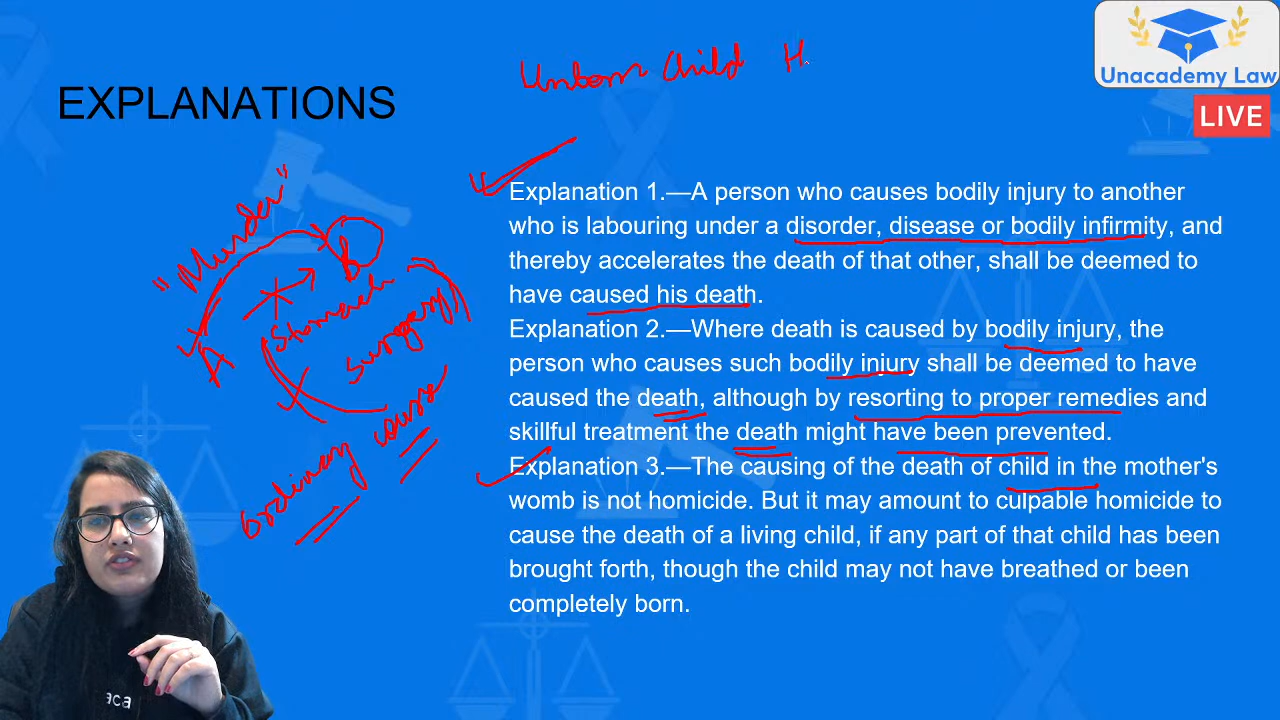 Unborn Child H
Unacademy Law
LIVE
EXPLANATIONS
"Murder"
A
B
Stomach
Surgery
Ordinary course
Explanation 1.—A person who causes bodily injury to another
who is labouring under a disorder, disease or bodily infirmity, and
thereby accelerates the death of that other, shall be deemed to
have caused his death.
Explanation 2.—Where death is caused by bodily injury, the
person who causes such bodily injury shall be deemed to have
caused the death, although by resorting to proper remedies and
skillful treatment the death might have been prevented.
Explanation 3.—The causing of the death of child in the mother's
womb is not homicide. But it may amount to culpable homicide to
cause the death of a living child, if any part of that child has been
brought forth, though the child may not have breathed or been
completely born.
aca